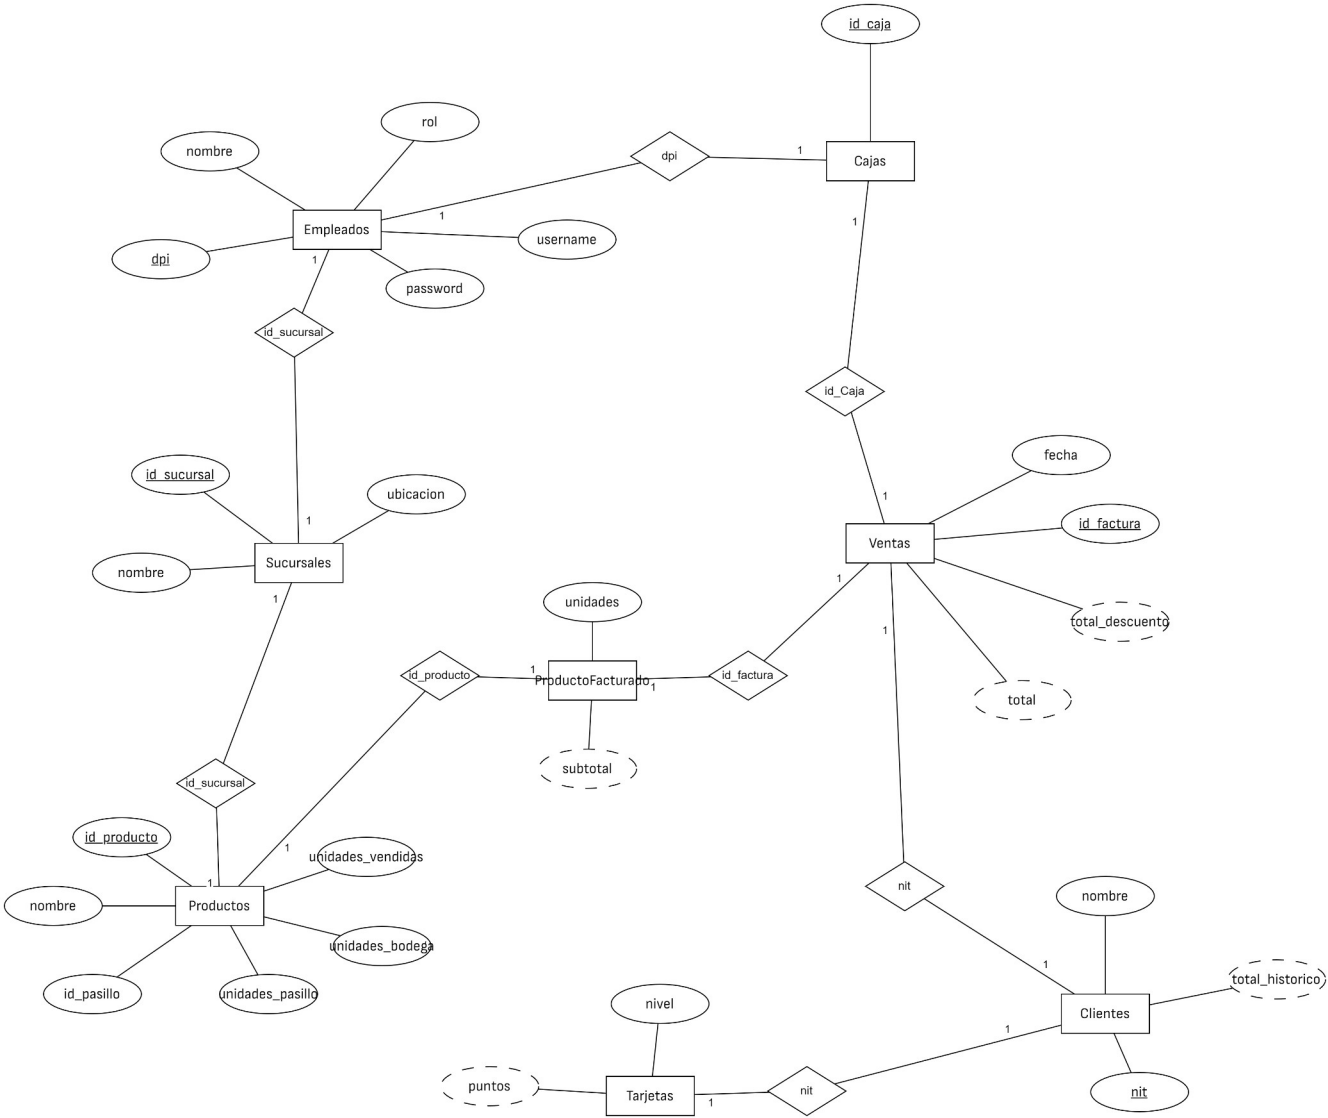 id_caja
rol
nombre
dpi
1
Cajas
1
Empleados
username
1
dpi
1
password
id_sucursal
id_Caja
fecha
id_sucursal
ubicacion
1
1
id_factura
Ventas
Sucursales
nombre
1
1
unidades
total_descuento
1
id_producto
1
ProductoFacturado
1
id_factura
total
subtotal
id_sucursal
id_producto
1
unidades_vendidas
1
nit
nombre
Productos
nombre
unidades_bodega
1
id_pasillo
unidades_pasillo
total_historico
nivel
Clientes
1
puntos
Tarjetas
1
nit
nit